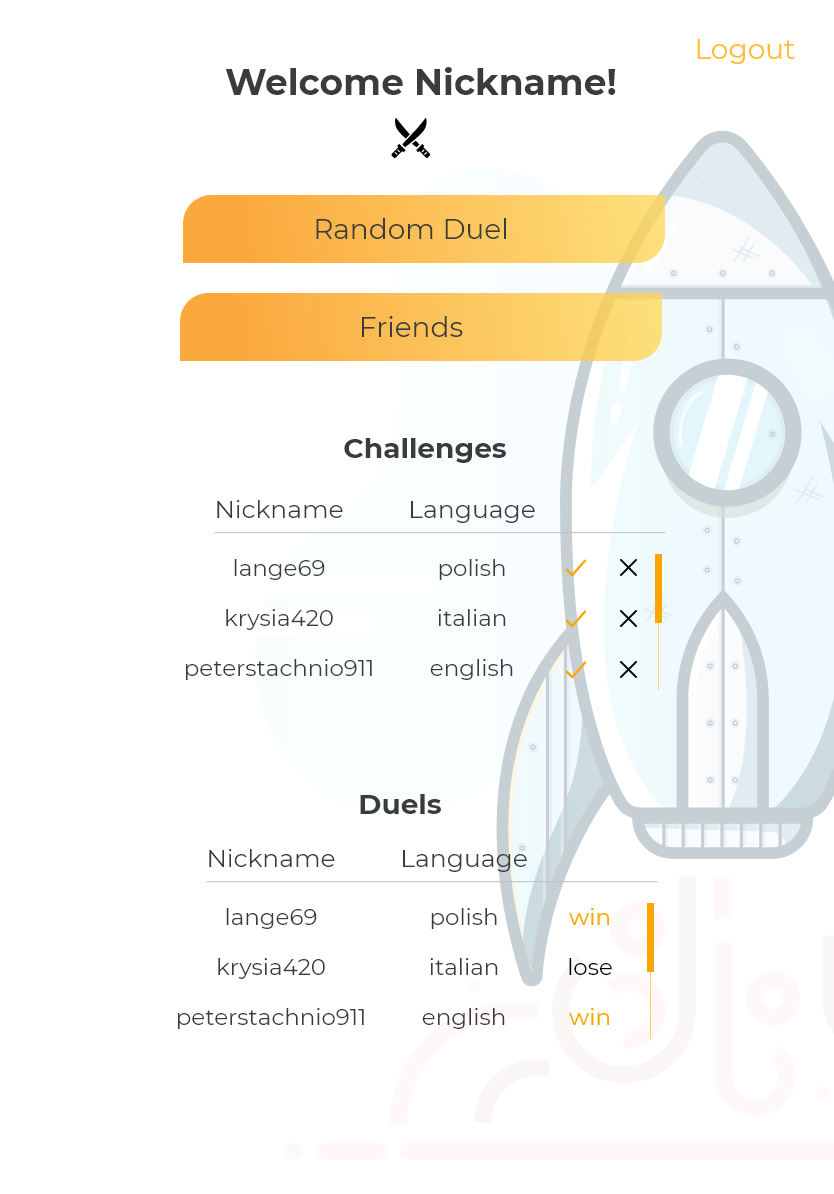 Logout
Welcome Nickname!
Random Duel
Friends
Challenges
Nickname Language
lange69 polish
krysia420 italian
peterstachnio911 english
Duels
Nickname Language
lange69 polish win
krysia420 italian lose
peterstachnio911 english win